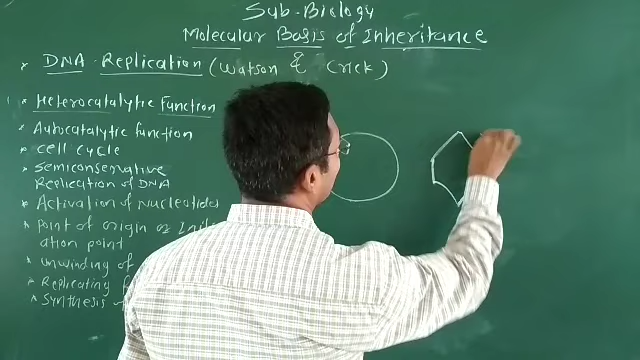 Sub-Biology
Molecular Basis of Inheritance
* DNA-Replication (Watson & Crick)
* Heterocatalytic Function
* Autocatalytic function
* Cell cycle
* Semiconservative
Replication of DNA
* Activation of Nucleotides
* Point of origin or Initi
ation point
* unwinding of
* Replicating
* Synthesis